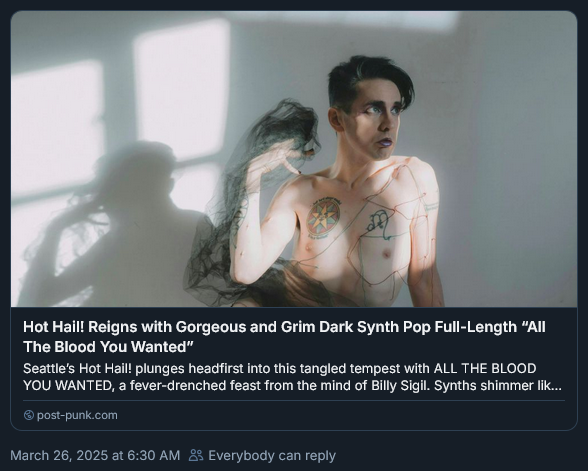 Hot Hail! Reigns with Gorgeous and Grim Dark Synth Pop Full-Length “All
The Blood You Wanted”
Seattle’s Hot Hail! plunges headfirst into this tangled tempest with ALL THE BLOOD
YOU WANTED, a fever-drenched feast from the mind of Billy Sigil. Synths shimmer lik...
post-punk.com
March 26, 2025 at 6:30 AM Everybody can reply